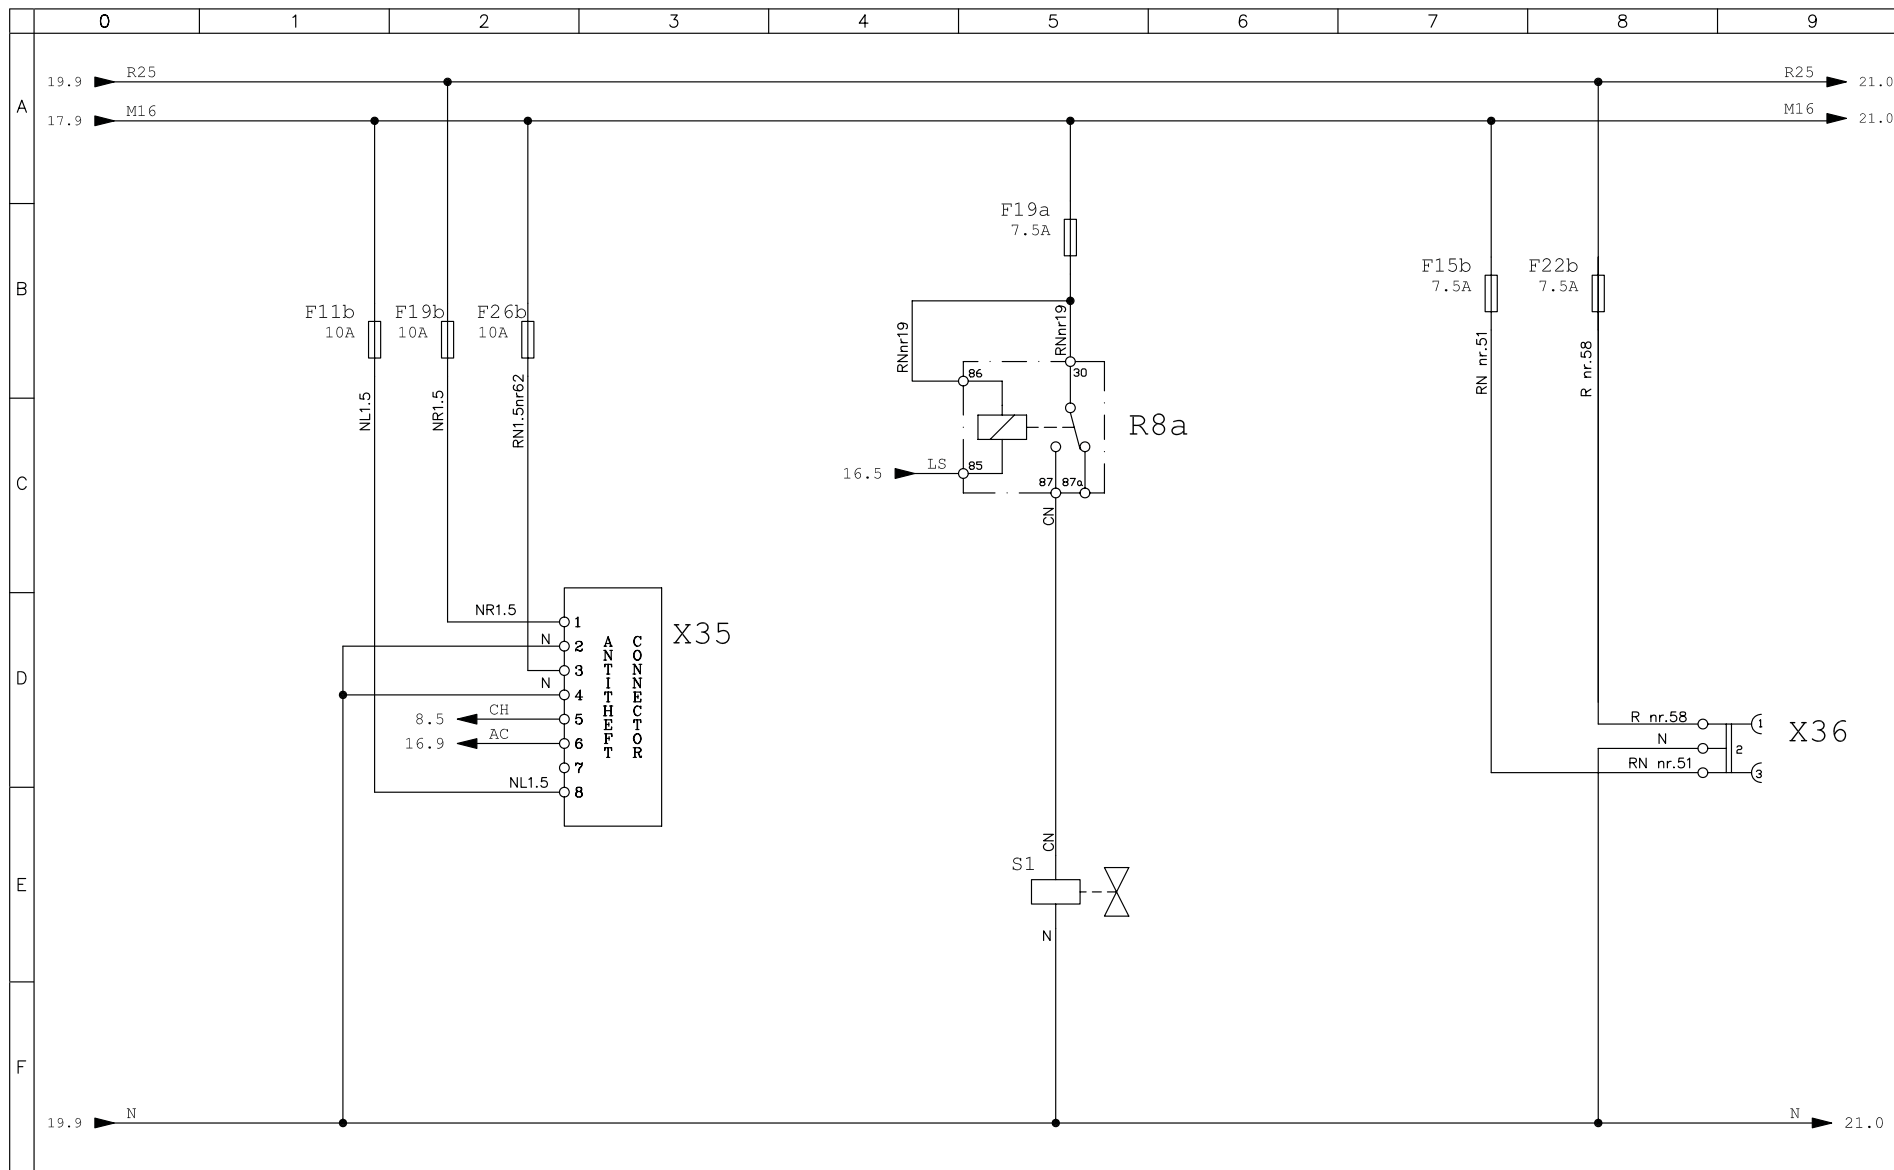 0 1 2 3 4 5 6 7 8 9
A
19.9 R25 R25 21.0
17.9 M16 M16 21.0
B
F19a
7.5A
F15b F22b
7.5A 7.5A
F11b F19b F26b
10A 10A 10A
RNnr19 RNnr19
RN nr.51 R nr.58
86 30
NL1.5 NR1.5 RN1.5nr62
R8a
C
16.5 LS 85
87 87a
CN
D
NR1.5 1
N 2
3
N 4
8.5 CH 5
16.9 AC 6
7
NL1.5 8
ANTITHEFT
CONNECTOR
X35
R nr.58 1
N 2
RN nr.51 3
X36
E
CN
S1
N
F
19.9 N N 21.0